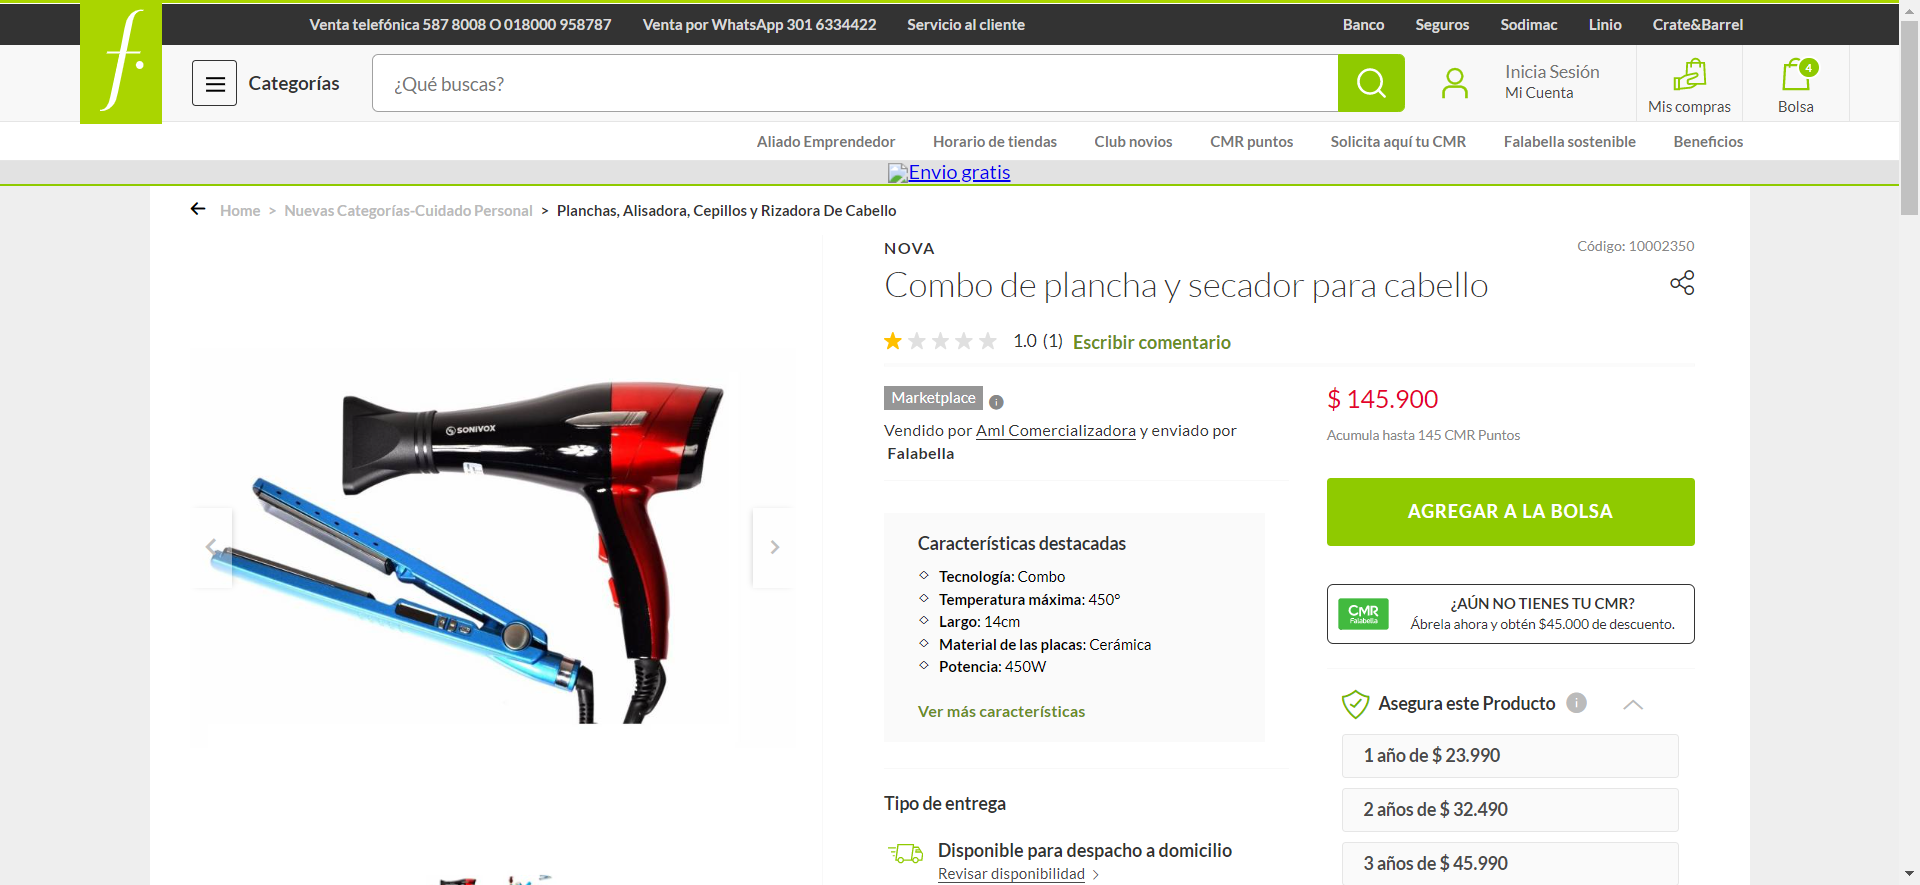 Venta telefónica 587 8008 O 018000 958787 Venta por WhatsApp 301 6334422 Servicio al cliente Banco Seguros Sodimac Linio Crate&Barrel
f.
Categorías ¿Qué buscas? Inicia Sesión
Mi Cuenta
Mis compras
4
Bolsa
Aliado Emprendedor Horario de tiendas Club novios CMR puntos Solicita aquí tu CMR Falabella sostenible Beneficios
Envio gratis
Home > Nuevas Categorías-Cuidado Personal > Planchas, Alisadora, Cepillos y Rizadora De Cabello
NOVA
Código: 10002350
Combo de plancha y secador para cabello
1.0 (1) Escribir comentario
SONIVOX
Marketplace i
Vendido por Aml Comercializadora y enviado por
Falabella
Características destacadas
Tecnología: Combo
Temperatura máxima: 450°
Largo: 14cm
Material de las placas: Cerámica
Potencia: 450W
Ver más características
Tipo de entrega
Disponible para despacho a domicilio
Revisar disponibilidad >
$ 145.900
Acumula hasta 145 CMR Puntos
AGREGAR A LA BOLSA
CMR
Falabella
¿AÚN NO TIENES TU CMR?
Ábrela ahora y obtén $45.000 de descuento.
Asegura este Producto i
1 año de $ 23.990
2 años de $ 32.490
3 años de $ 45.990